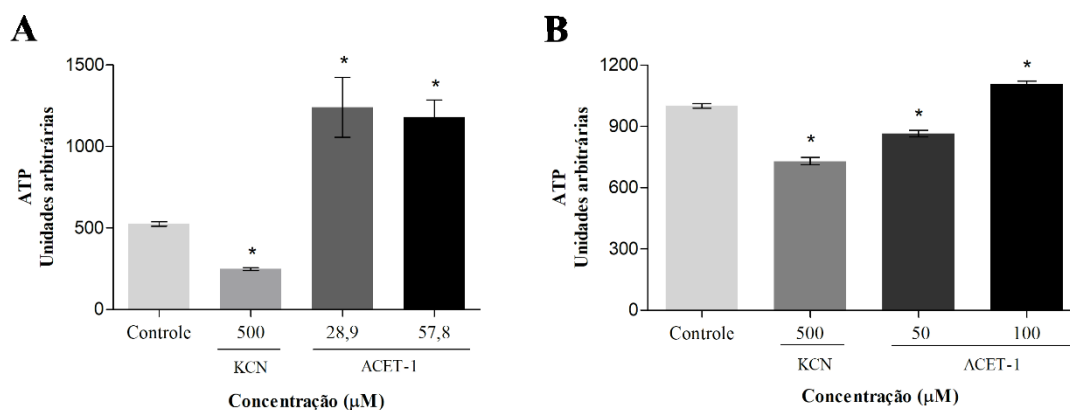 A
1500
1000
500
0
ATP
Unidades arbitrárias
*
*
*
Controle
500
28,9
57,8
KCN
ACET-1
Concentração (µM)
B
1200
900
600
300
0
ATP
Unidades arbitrárias
*
*
*
Controle
500
50
100
KCN
ACET-1
Concentração (µM)